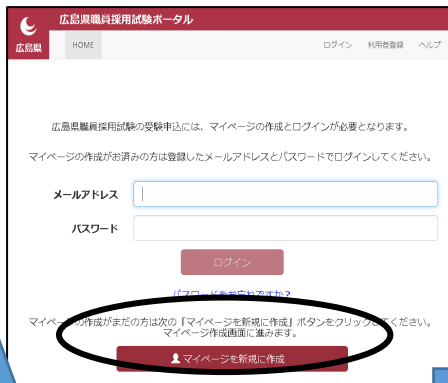 広島県職員採用試験ポータル
広島県
HOME
ログイン 利用者登録 ヘルプ
広島県職員採用試験の受験申込には、マイページの作成とログインが必要となります。
マイページの作成がお済みの方は登録したメールアドレスとパスワードでログインしてください。
メールアドレス
パスワード
ログイン
パスワードをお忘れですか？
マイページの作成がまだの方は次の『マイページを新規に作成』ボタンをクリックしてください。
マイページ作成画面に進みます。
マイページを新規に作成